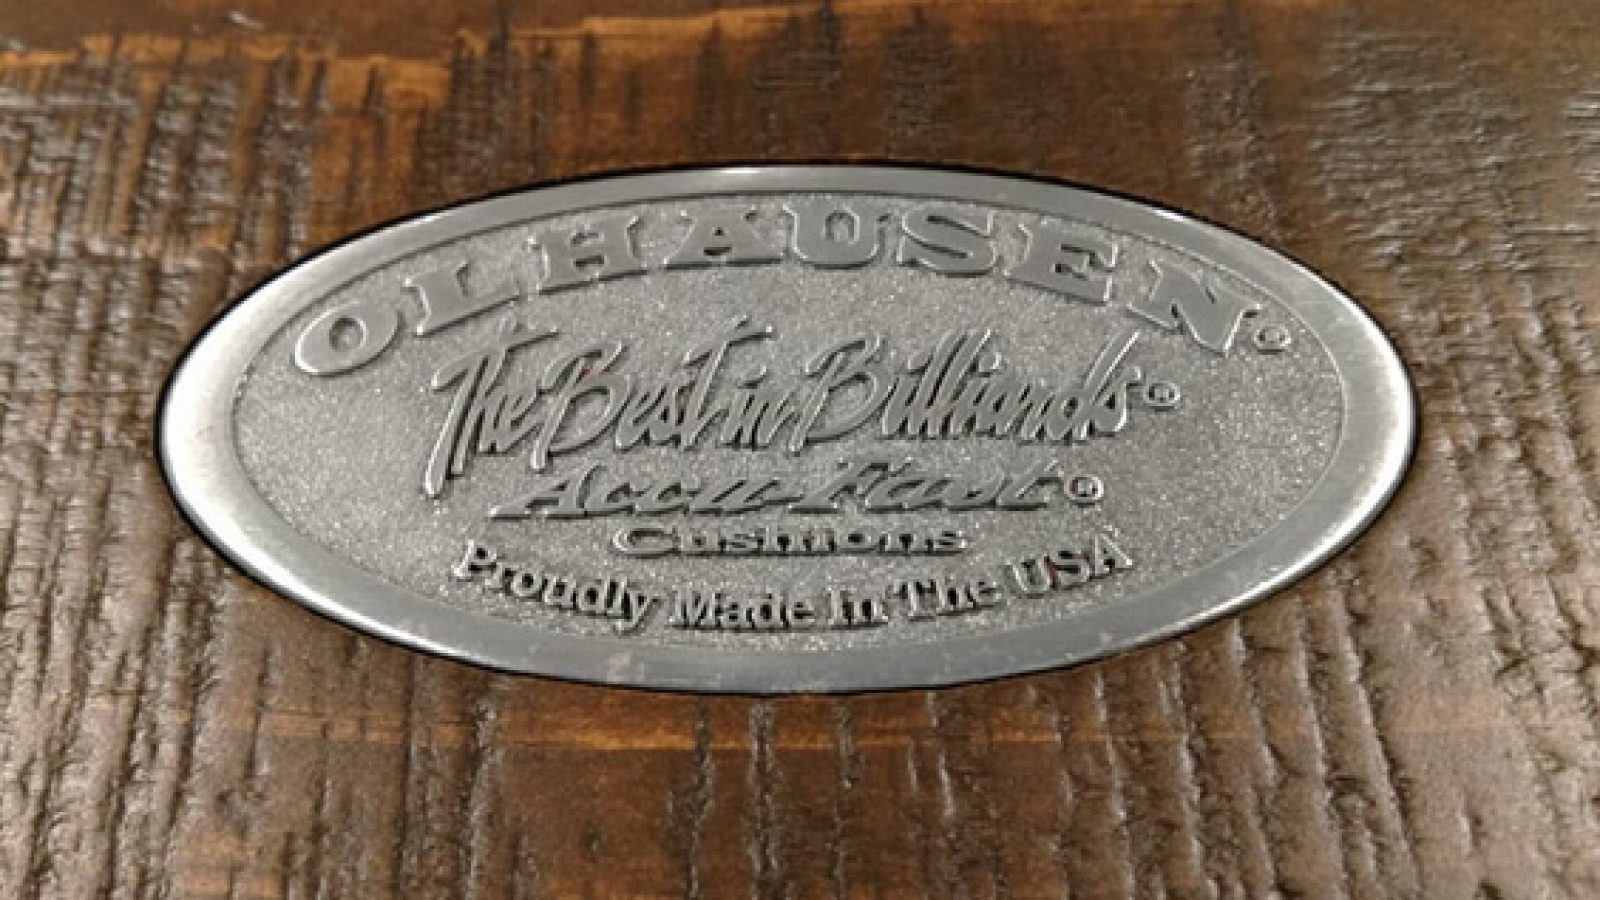 OLHAUSEN®
The Best in Billiards®
Accu-Fast®
Cushions
Proudly Made In The USA